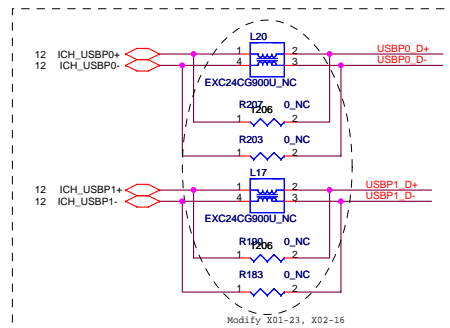 L20
12 ICH_USBP0+ 1 2 USBP0_D+
12 ICH_USBP0- 4 3 USBP0_D-
EXC24CG900U_NC
R207 0_NC
1206
1 2
R203 0_NC
1 2
L17
12 ICH_USBP1+ 1 2 USBP1_D+
12 ICH_USBP1- 4 3 USBP1_D-
EXC24CG900U_NC
R190 0_NC
1206
1 2
R183 0_NC
1 2
Modify X01-23, X02-16